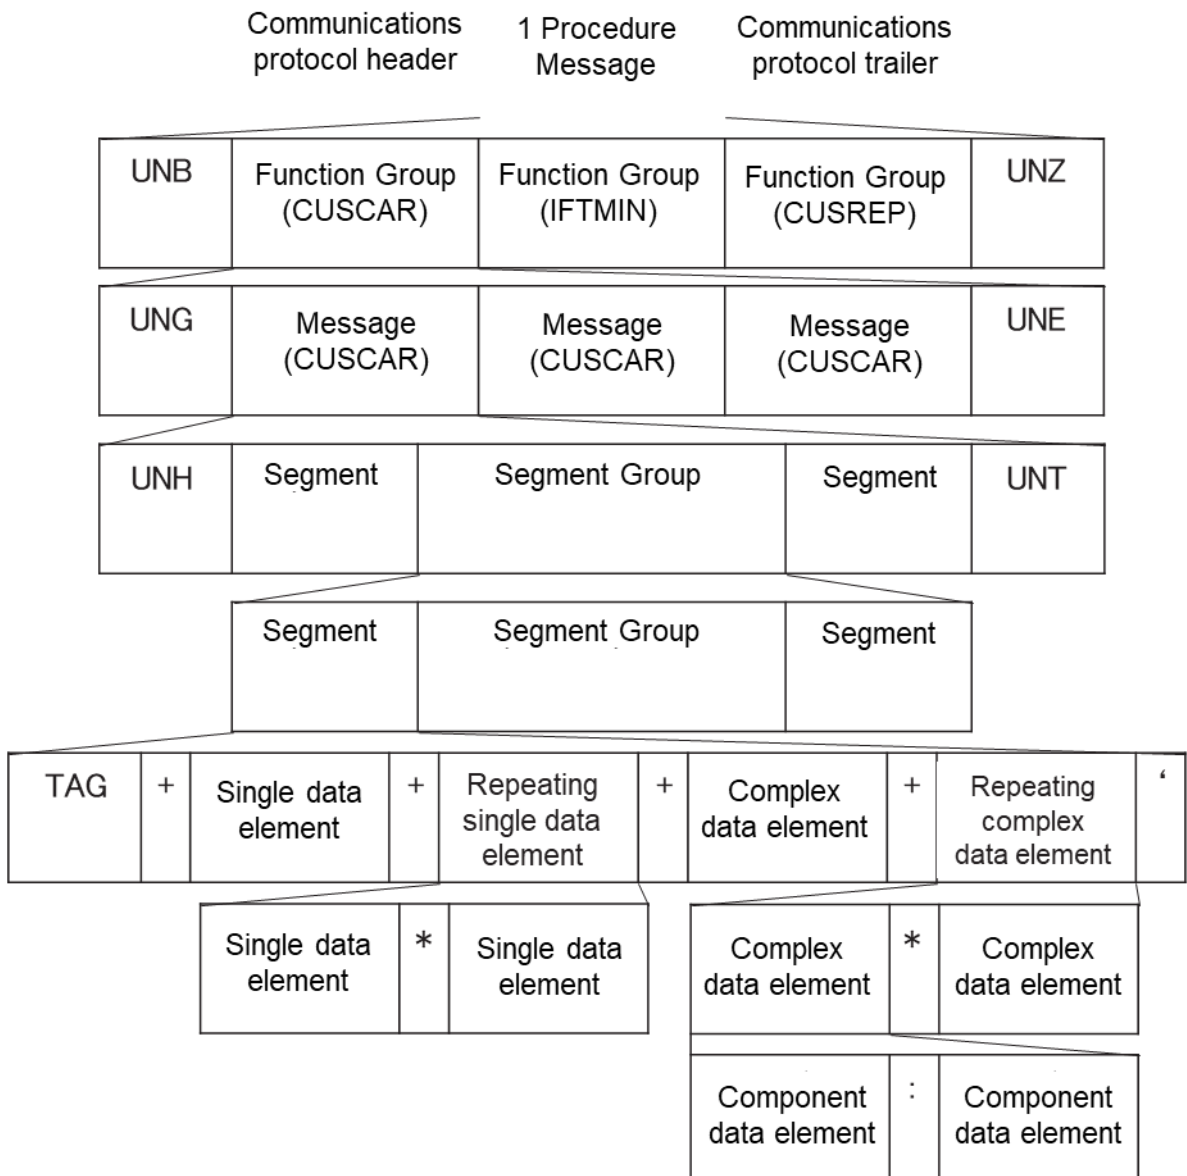 Communications
protocol header
1 Procedure
Message
Communications
protocol trailer
UNB
Function Group
(CUSCAR)
Function Group
(IFTMIN)
Function Group
(CUSREP)
UNZ
UNG
Message
(CUSCAR)
Message
(CUSCAR)
Message
(CUSCAR)
UNE
UNH
Segment
Segment Group
Segment
UNT
Segment
Segment Group
Segment
TAG
+
Single data
element
+
Repeating
single data
element
+
Complex
data element
+
Repeating
complex
data element
‘
Single data
element
*
Single data
element
Complex
data element
*
Complex
data element
Component
data element
:
Component
data element